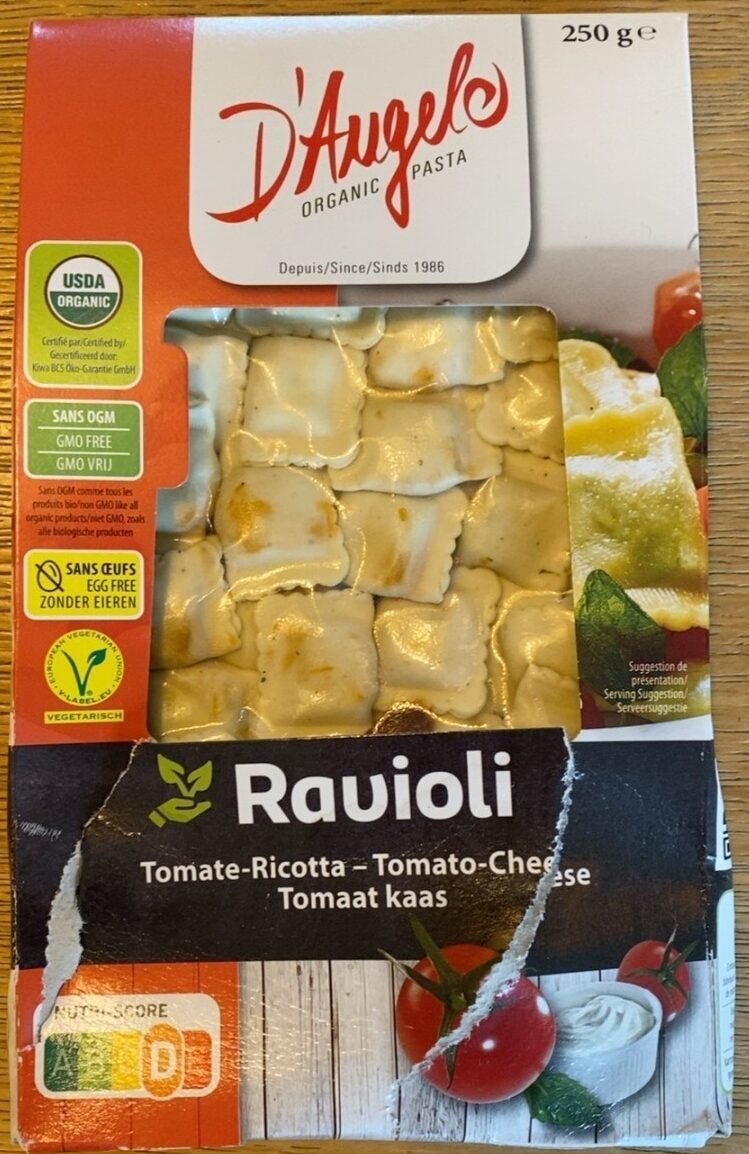 250 g e
D'Angelo
ORGANIC PASTA
Depuis/Since/Sinds 1986
USDA
ORGANIC
Certifié par/Certified by/
Gecertificeerd door:
Kiwa BCS Öko-Garantie GmbH
SANS OGM
GMO FREE
GMO VRIJ
Sans OGM comme tous les
produits bio/non GMO like all
organic products/niet GMO, zoals
alle biologische producten
SANS ŒUFS
EGG FREE
ZONDER EIEREN
EUROPEAN VEGETARIAN UNION
V-LABEL.EU
VEGETARISCH
Suggestion de
présentation/
Serving Suggestion/
Serveersuggestie
Ravioli
Tomate-Ricotta – Tomato-Cheese
Tomaat kaas
NUTRI-SCORE
A B C D E